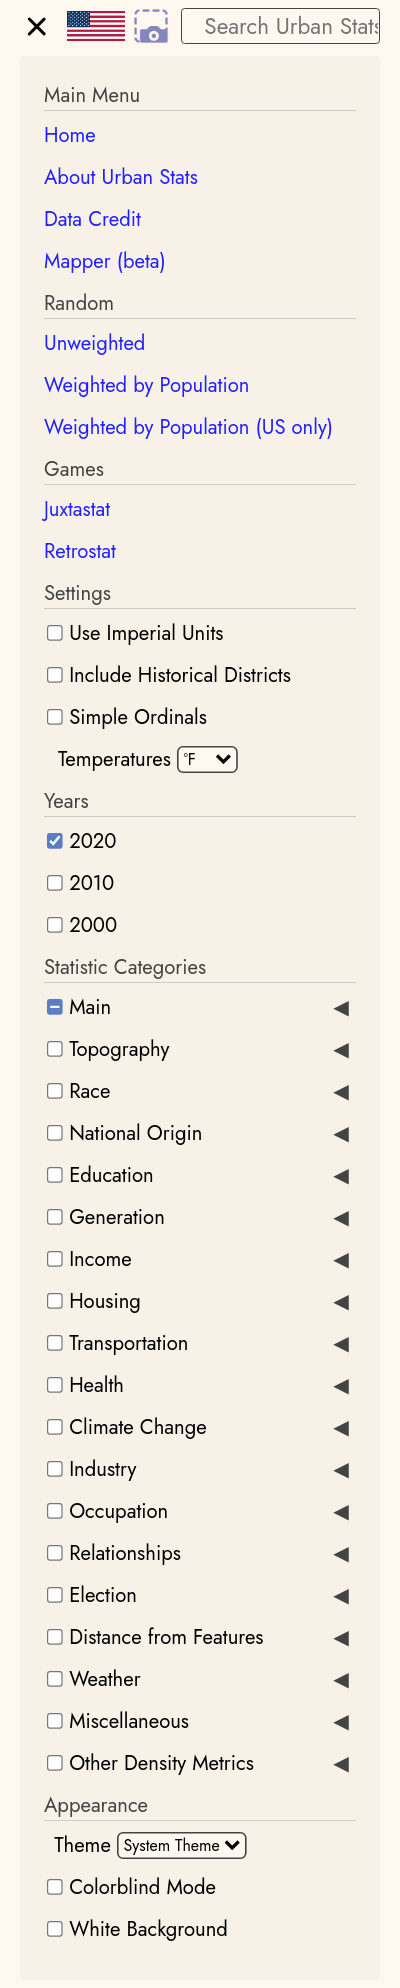 Search Urban Stats
Main Menu
Home
About Urban Stats
Data Credit
Mapper (beta)
Random
Unweighted
Weighted by Population
Weighted by Population (US only)
Games
Juxtastat
Retrostat
Settings
Use Imperial Units
Include Historical Districts
Simple Ordinals
Temperatures °F
Years
2020
2010
2000
Statistic Categories
Main
Topography
Race
National Origin
Education
Generation
Income
Housing
Transportation
Health
Climate Change
Industry
Occupation
Relationships
Election
Distance from Features
Weather
Miscellaneous
Other Density Metrics
Appearance
Theme System Theme
Colorblind Mode
White Background